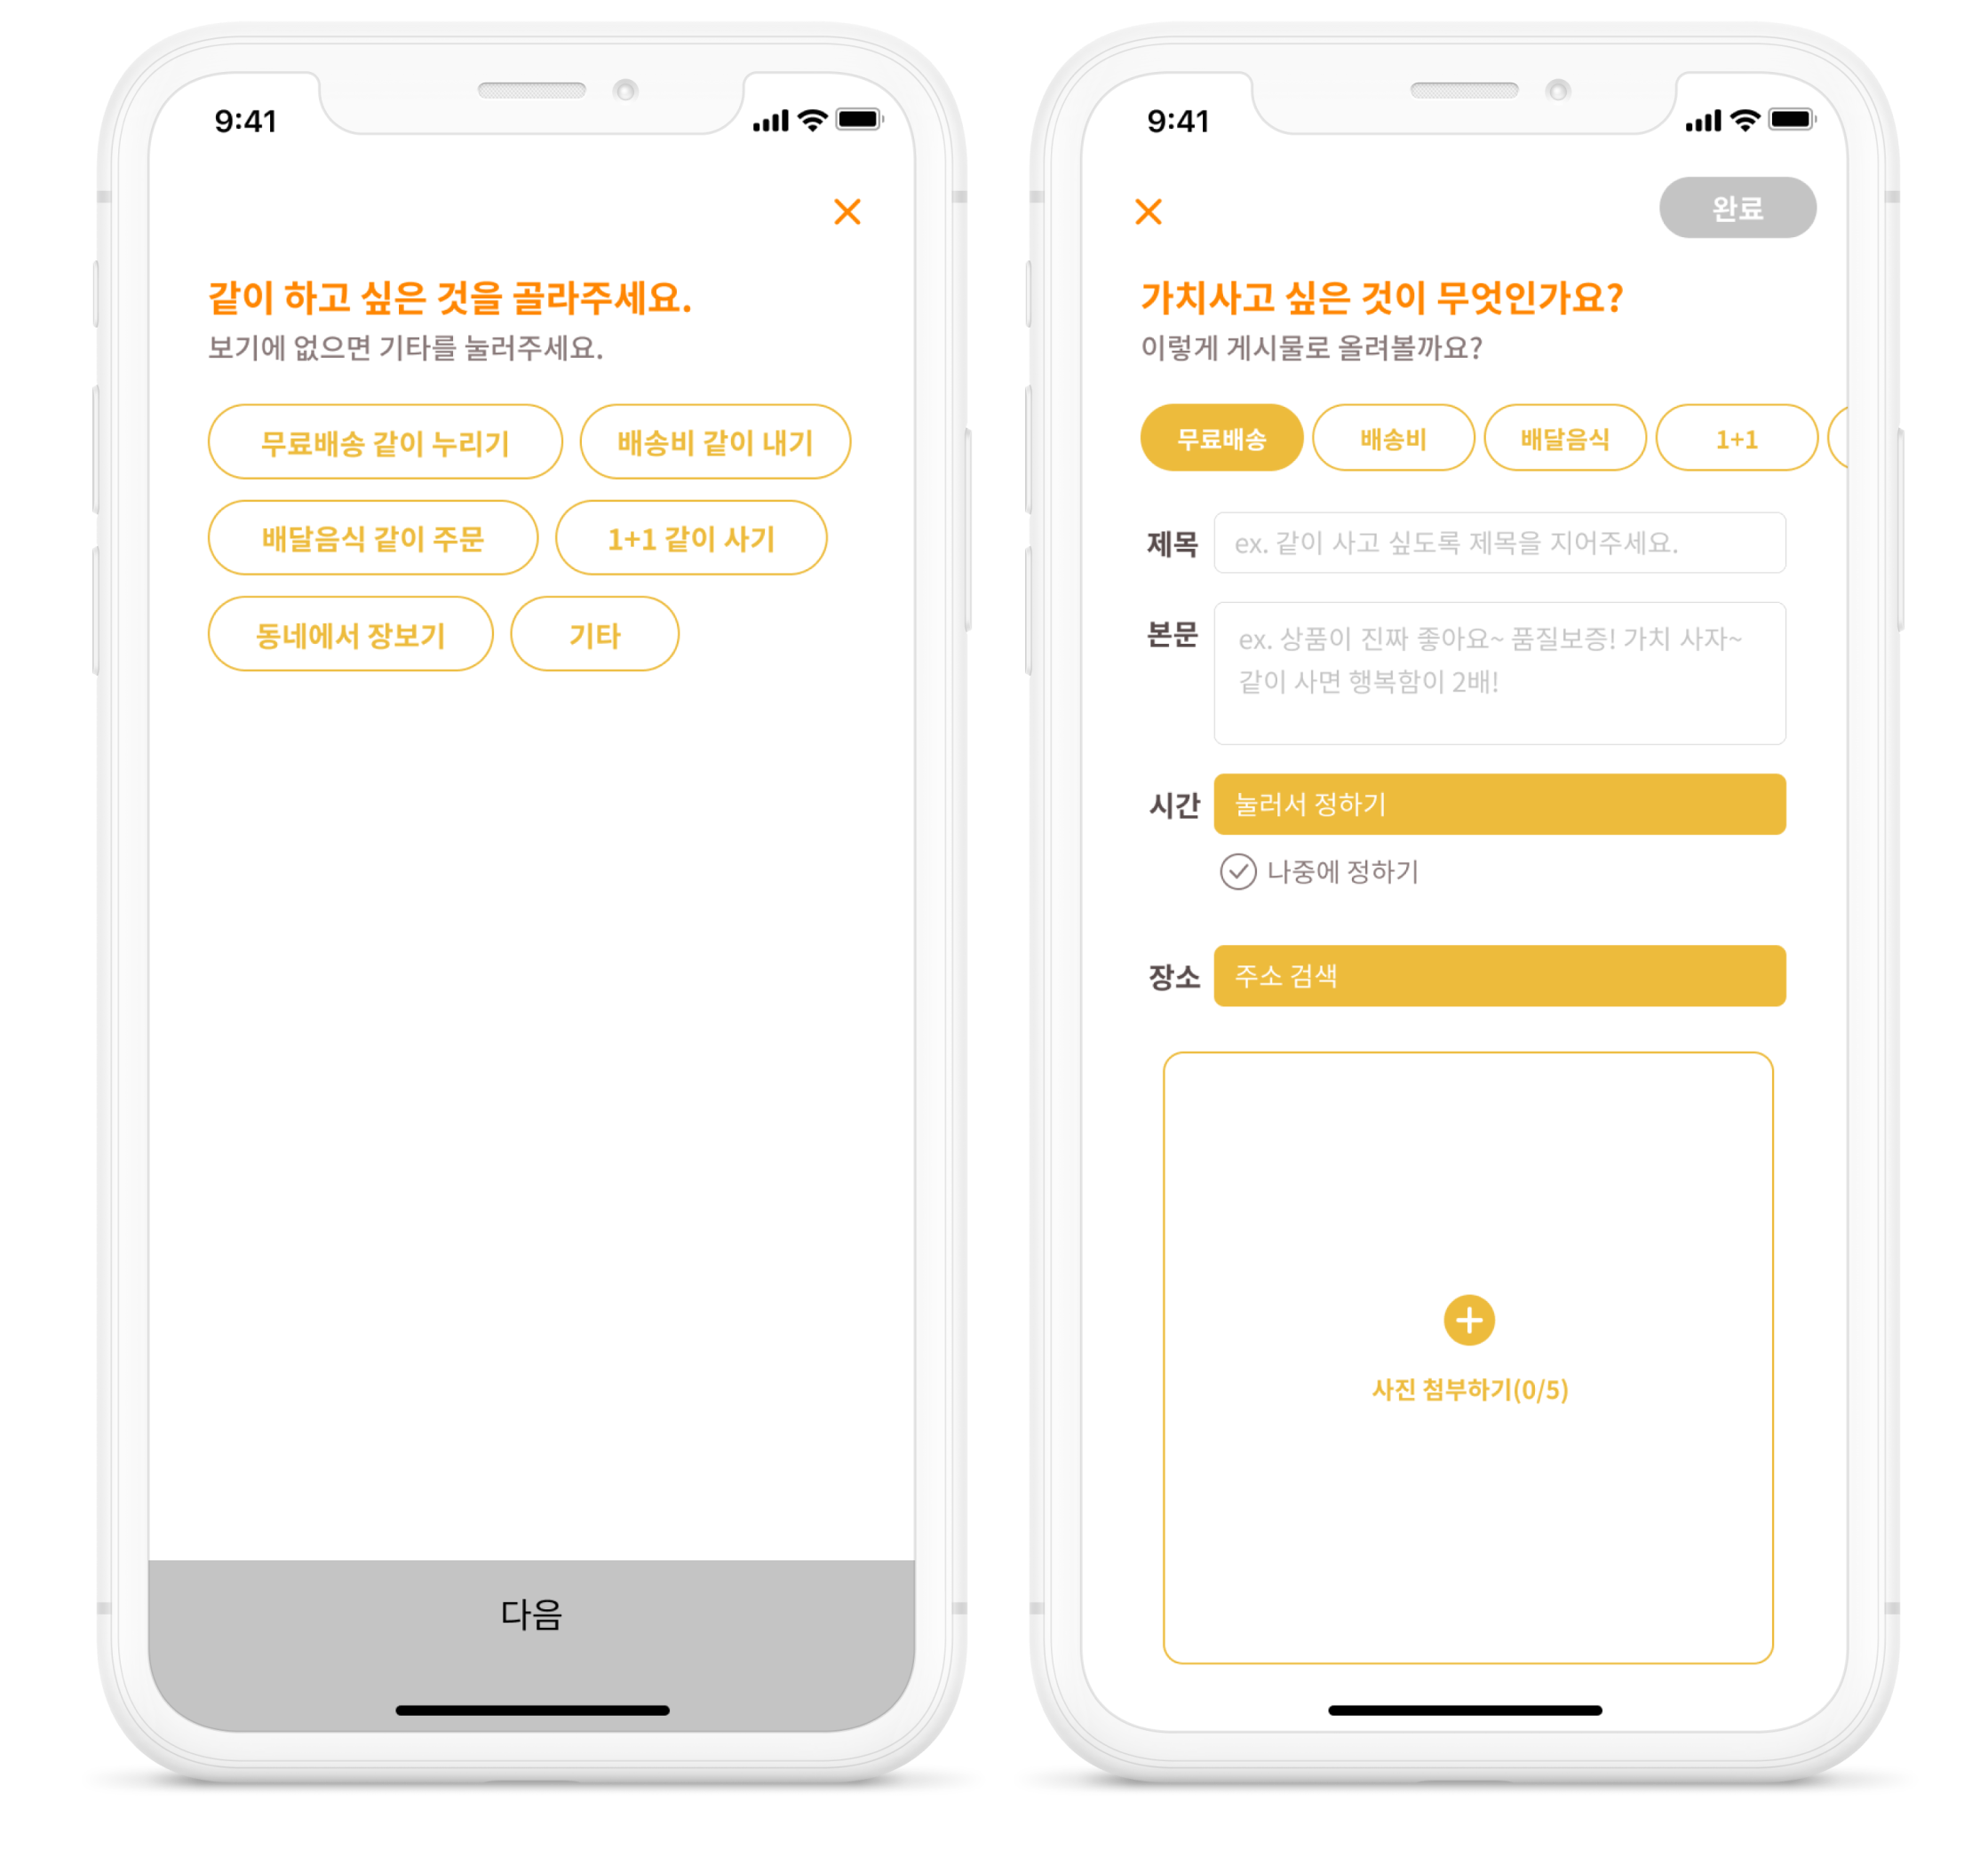 9:41
같이 하고 싶은 것을 골라주세요.
보기에 없으면 기타를 눌러주세요.
무료배송 같이 누리기
배송비 같이 내기
배달음식 같이 주문
1+1 같이 사기
동네에서 장보기
기타
다음
9:41
완료
가치사고 싶은 것이 무엇인가요?
이렇게 게시물로 올려볼까요?
무료배송
배송비
배달음식
1+1
제목
ex. 같이 사고 싶도록 제목을 지어주세요.
본문
ex. 상품이 진짜 좋아요~ 품질보증! 가치 사자~
같이 사면 행복함이 2배!
시간
눌러서 정하기
나중에 정하기
장소
주소 검색
사진 첨부하기(0/5)